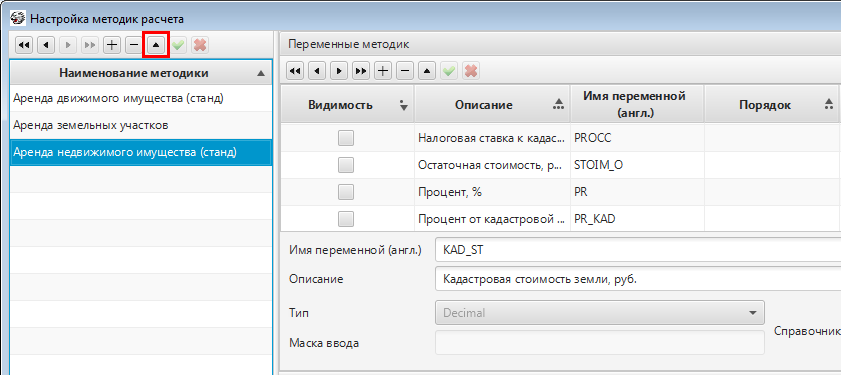 Настройка методик расчета
Переменные методик
Наименование методики
Аренда движимого имущества (станд)
Аренда земельных участков
Аренда недвижимого имущества (станд)
Видимость Описание Имя переменной (англ.) Порядок
Налоговая ставка к кадас... PROCC
Остаточная стоимость, р... STOIM_O
Процент, % PR
Процент от кадастровой ... PR_KAD
Имя переменной (англ.) KAD_ST
Описание Кадастровая стоимость земли, руб.
Тип Decimal
Справочник
Маска ввода